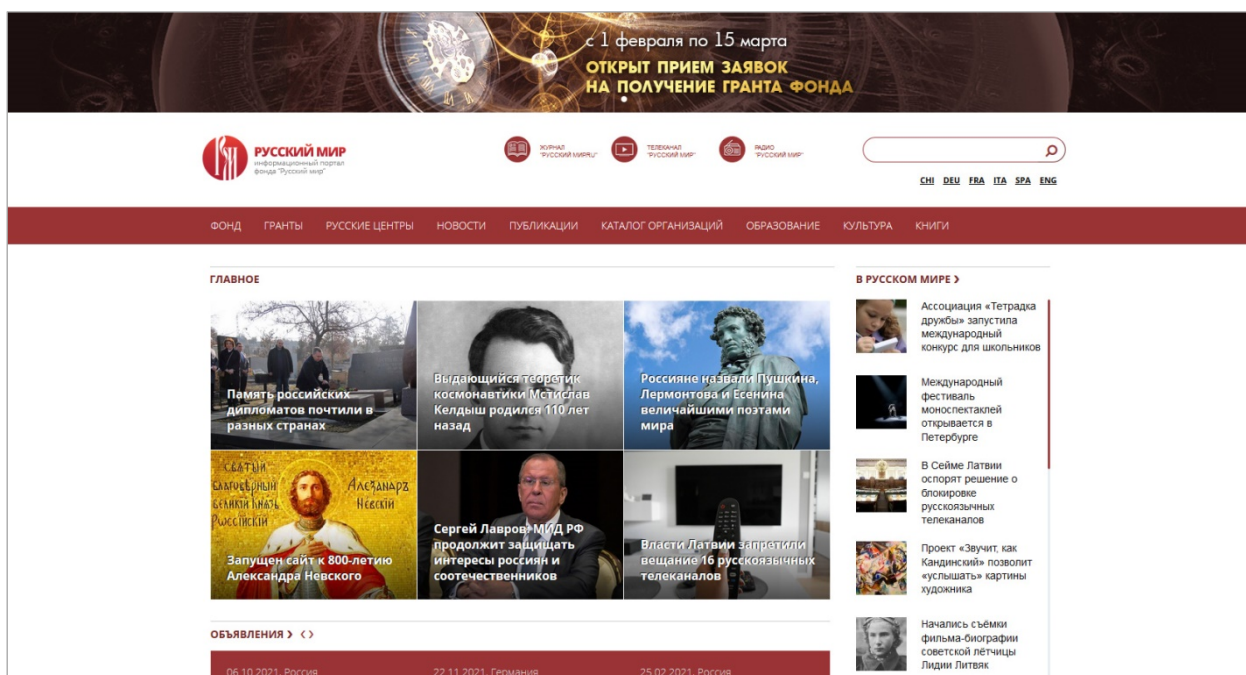 с 1 февраля по 15 марта
ОТКРЫТ ПРИЕМ ЗАЯВОК
НА ПОЛУЧЕНИЕ ГРАНТА ФОНДА
РУССКИЙ МИР
информационный портал
фонда "Русский мир"
ЖУРНАЛ
"РУССКИЙ МИР.RU"
ТЕЛЕКАНАЛ
"РУССКИЙ МИР"
РАДИО
"РУССКИЙ МИР"
CHI DEU FRA ITA SPA ENG
ФОНД ГРАНТЫ РУССКИЕ ЦЕНТРЫ НОВОСТИ ПУБЛИКАЦИИ КАТАЛОГ ОРГАНИЗАЦИЙ ОБРАЗОВАНИЕ КУЛЬТУРА КНИГИ
ГЛАВНОЕ
Память российских
дипломатов почтили в
разных странах
Выдающийся теоретик
космонавтики Мстислав
Келдыш родился 110 лет
назад
Россияне назвали Пушкина,
Лермонтова и Есенина
величайшими поэтами
мира
Запущен сайт к 800-летию
Александра Невского
Сергей Лавров: МИД РФ
продолжит защищать
интересы россиян и
соотечественников
Власти Латвии запретили
вещание 16 русскоязычных
телеканалов
ОБЪЯВЛЕНИЯ
06.10.2021, Россия
22.11.2021, Германия
25.02.2021, Россия
В РУССКОМ МИРЕ
Ассоциация «Тетрадка
дружбы» запустила
международный
конкурс для школьников
Международный
фестиваль
моноспектаклей
открывается в
Петербурге
В Сейме Латвии
оспорят решение о
блокировке
русскоязычных
телеканалов
Проект «Звучит, как
Кандинский» позволит
«услышать» картины
художника
Начались съёмки
фильма-биографии
советской лётчицы
Лидии Литвяк